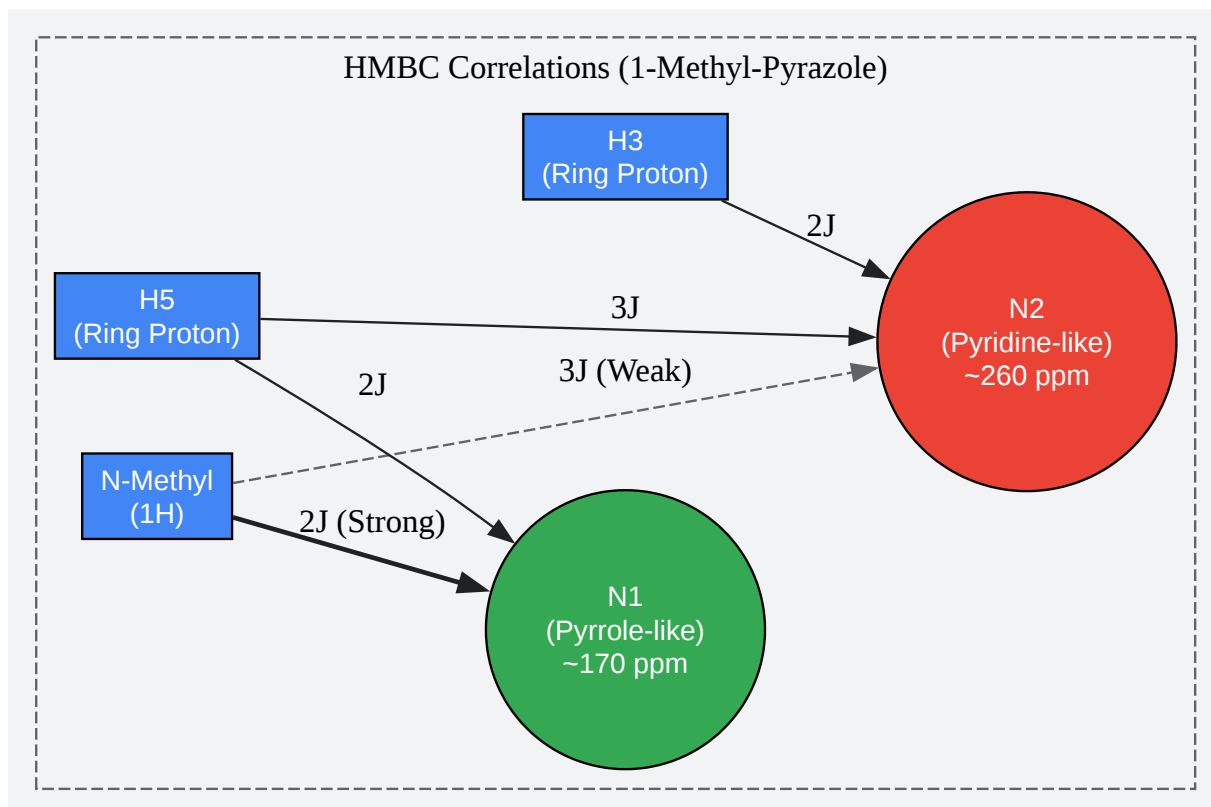 HMBC Correlations (1-Methyl-Pyrazole)
H3
(Ring Proton)
2J
H5
(Ring Proton)
3J
N2
(Pyridine-like)
~260 ppm
2J
3J (Weak)
N-Methyl
(1H)
2J (Strong)
N1
(Pyrrole-like)
~170 ppm